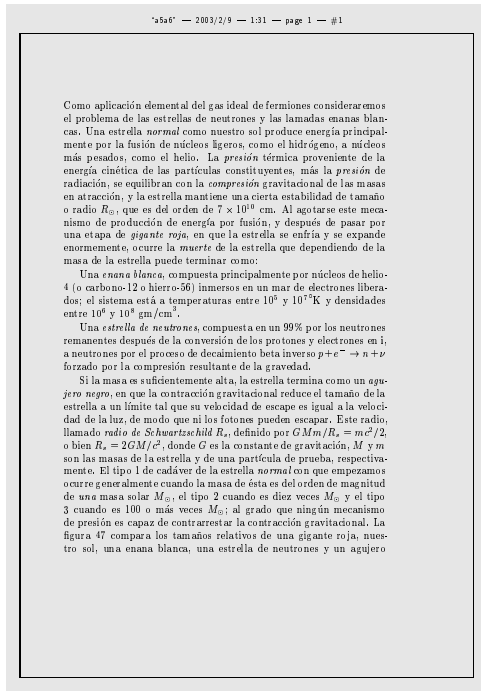 "a5a6" — 2003/2/9 — 1:31 — page 1 — #1
Como aplicación elemental del gas ideal de fermiones consideraremos
el problema de las estrellas de neutrones y las lamadas enanas blan-
cas. Una estrella normal como nuestro sol produce energía principal-
mente por la fusión de núcleos ligeros, como el hidrógeno, a núcleos
más pesados, como el helio. La presión térmica proveniente de la
energía cinética de las partículas constituyentes, más la presión de
radiación, se equilibran con la compresión gravitacional de las masas
en atracción, y la estrella mantiene una cierta estabilidad de tamaño
o radio R☉, que es del orden de 7 × 10¹⁰ cm. Al agotarse este meca-
nismo de producción de energía por fusión, y después de pasar por
una etapa de gigante roja, en que la estrella se enfría y se expande
enormemente, ocurre la muerte de la estrella que dependiendo de la
masa de la estrella puede terminar como:
Una enana blanca, compuesta principalmente por núcleos de helio-
4 (o carbono-12 o hierro-56) inmersos en un mar de electrones libera-
dos; el sistema está a temperaturas entre 10⁵ y 10⁷°K y densidades
entre 10⁶ y 10⁸ gm/cm³.
Una estrella de neutrones, compuesta en un 99% por los neutrones
remanentes después de la conversión de los protones y electrones en í,
a neutrones por el proceso de decaimiento beta inverso p+e⁻ → n+ν
forzado por la compresión resultante de la gravedad.
Si la masa es suficientemente alta, la estrella termina como un agu-
jero negro, en que la contracción gravitacional reduce el tamaño de la
estrella a un límite tal que su velocidad de escape es igual a la veloci-
dad de la luz, de modo que ni los fotones pueden escapar. Este radio,
llamado radio de Schwartzschild Rₛ, definido por GMm/Rₛ = mc²/2,
o bien Rₛ = 2GM/c², donde G es la constante de gravitación, M y m
son las masas de la estrella y de una partícula de prueba, respectiva-
mente. El tipo 1 de cadáver de la estrella normal con que empezamos
ocurre generalmente cuando la masa de ésta es del orden de magnitud
de una masa solar M☉, el tipo 2 cuando es diez veces M☉ y el tipo
3 cuando es 100 o más veces M☉; al grado que ningún mecanismo
de presión es capaz de contrarrestar la contracción gravitacional. La
figura 47 compara los tamaños relativos de una gigante roja, nues-
tro sol, una enana blanca, una estrella de neutrones y un agujero